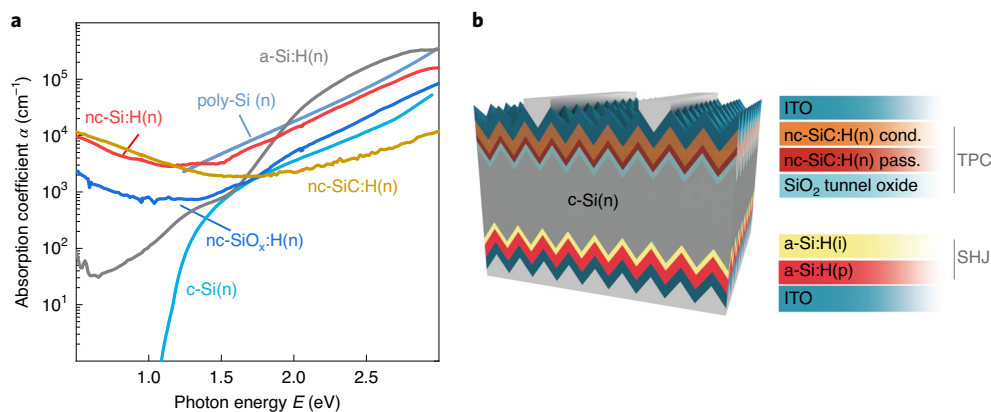 a
Absorption coefficient α (cm⁻¹)
10⁵
10⁴
10³
10²
10¹
a-Si:H(n)
poly-Si (n)
nc-Si:H(n)
nc-SiC:H(n)
nc-SiOₓ:H(n)
c-Si(n)
1.0 1.5 2.0 2.5
Photon energy E (eV)
b
c-Si(n)
ITO
nc-SiC:H(n) cond.
nc-SiC:H(n) pass.
SiO₂ tunnel oxide
TPC
a-Si:H(i)
a-Si:H(p)
ITO
SHJ